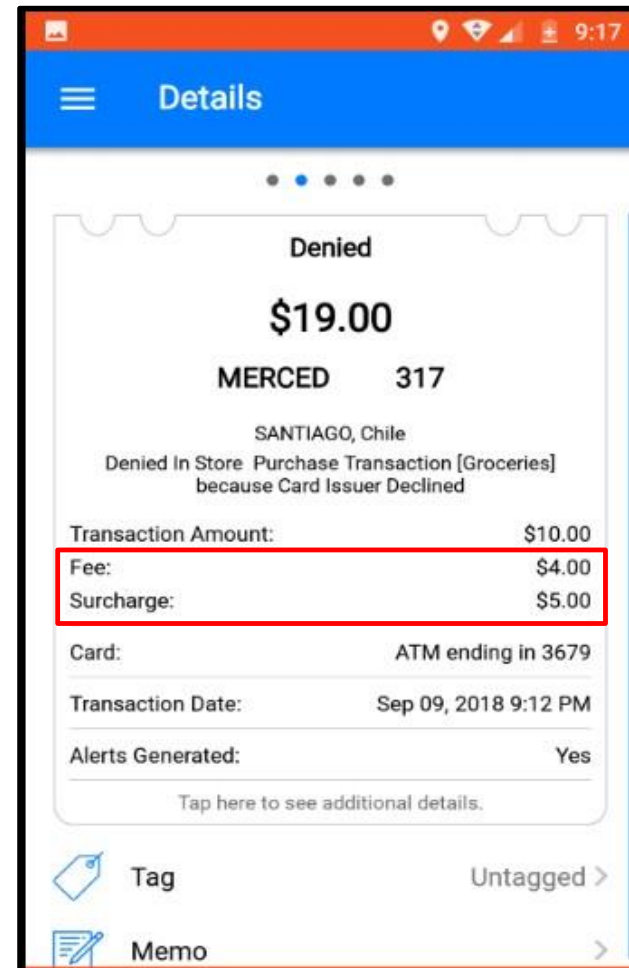 9:17
Details
Denied
$19.00
MERCED 317
SANTIAGO, Chile
Denied In Store Purchase Transaction [Groceries]
because Card Issuer Declined
Transaction Amount: $10.00
Fee: $4.00
Surcharge: $5.00
Card: ATM ending in 3679
Transaction Date: Sep 09, 2018 9:12 PM
Alerts Generated: Yes
Tap here to see additional details.
Tag Untagged >
Memo >